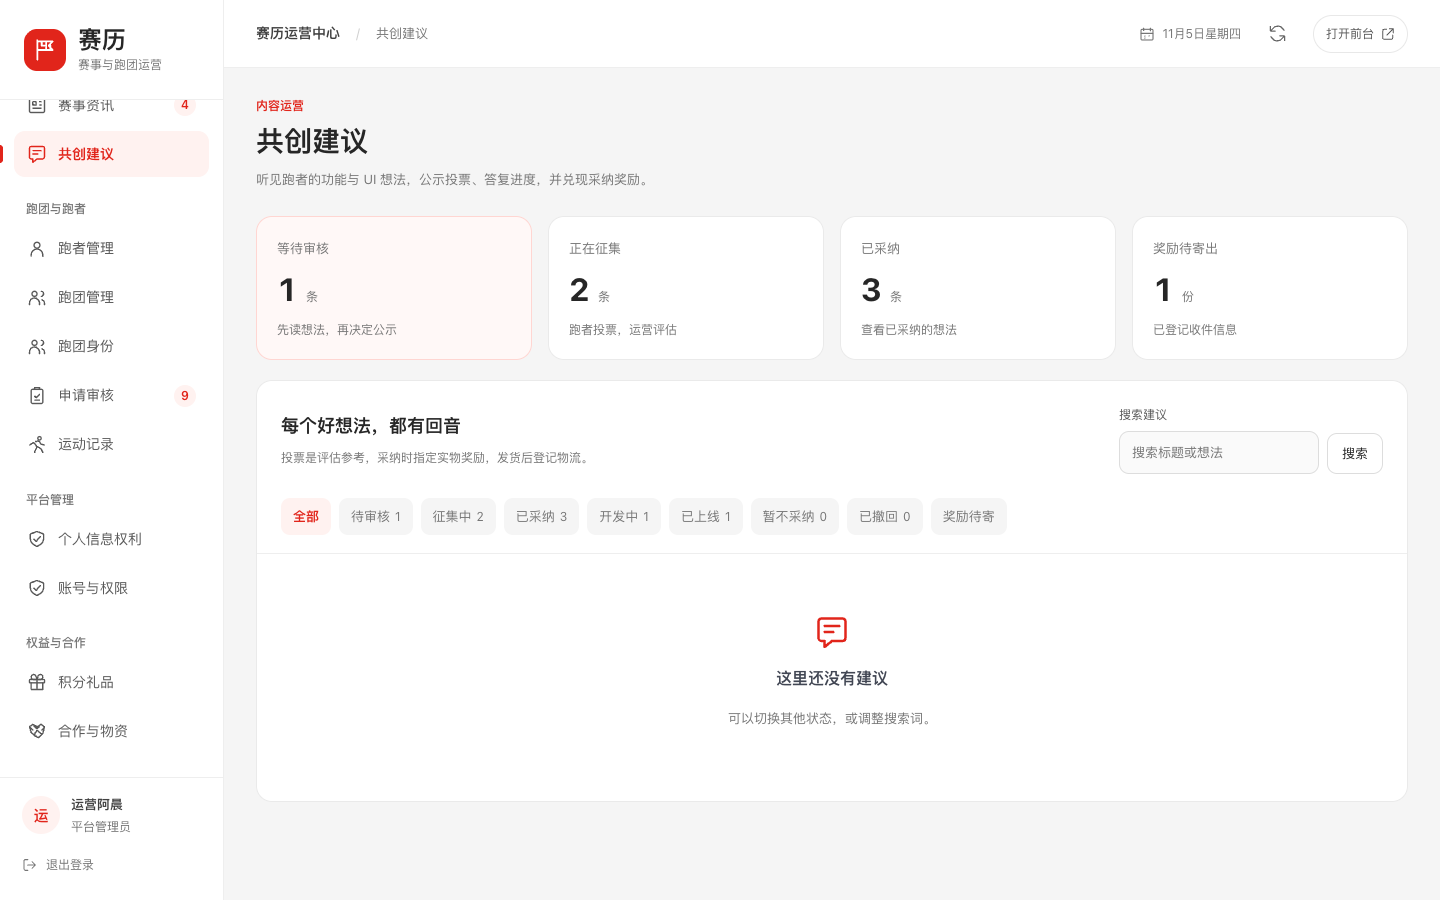 赛历
赛事与跑团运营
赛事资讯 4
共创建议
跑团与跑者
跑者管理
跑团管理
跑团身份
申请审核 9
运动记录
平台管理
个人信息权利
账号与权限
权益与合作
积分礼品
合作与物资
运 运营阿晨
平台管理员
退出登录
赛历运营中心 / 共创建议
11月5日星期四
打开前台
内容运营
共创建议
听见跑者的功能与 UI 想法，公示投票、答复进度，并兑现采纳奖励。
等待审核
1 条
先读想法，再决定公示
正在征集
2 条
跑者投票，运营评估
已采纳
3 条
查看已采纳的想法
奖励待寄出
1 份
已登记收件信息
每个好想法，都有回音
投票是评估参考，采纳时指定实物奖励，发货后登记物流。
搜索建议
搜索标题或想法
搜索
全部 待审核 1 征集中 2 已采纳 3 开发中 1 已上线 1 暂不采纳 0 已撤回 0 奖励待寄
这里还没有建议
可以切换其他状态，或调整搜索词。